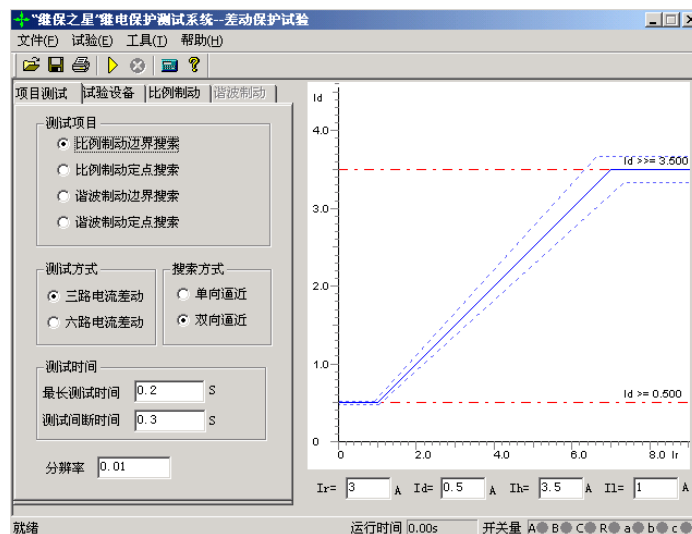 "继保之星"继电保护测试系统--差动保护试验
文件(F) 试验(E) 工具(T) 帮助(H)
项目测试 试验设备 比例制动 谐波制动
测试项目
比例制动边界搜索
比例制动定点搜索
谐波制动边界搜索
谐波制动定点搜索
测试方式
三路电流差动
六路电流差动
搜索方式
单向逼近
双向逼近
测试时间
最长测试时间 0.2 S
测试间断时间 0.3 S
分辨率 0.01
Id
4.0
Id >>= 3.500
3.0
2.0
1.0
Id >= 0.500
0
0 2.0 4.0 6.0 8.0 Ir
Ir= 3 A Id= 0.5 A Ih= 3.5 A Il= 1 A
就绪 运行时间 0.00s 开关量 A B C R a b c